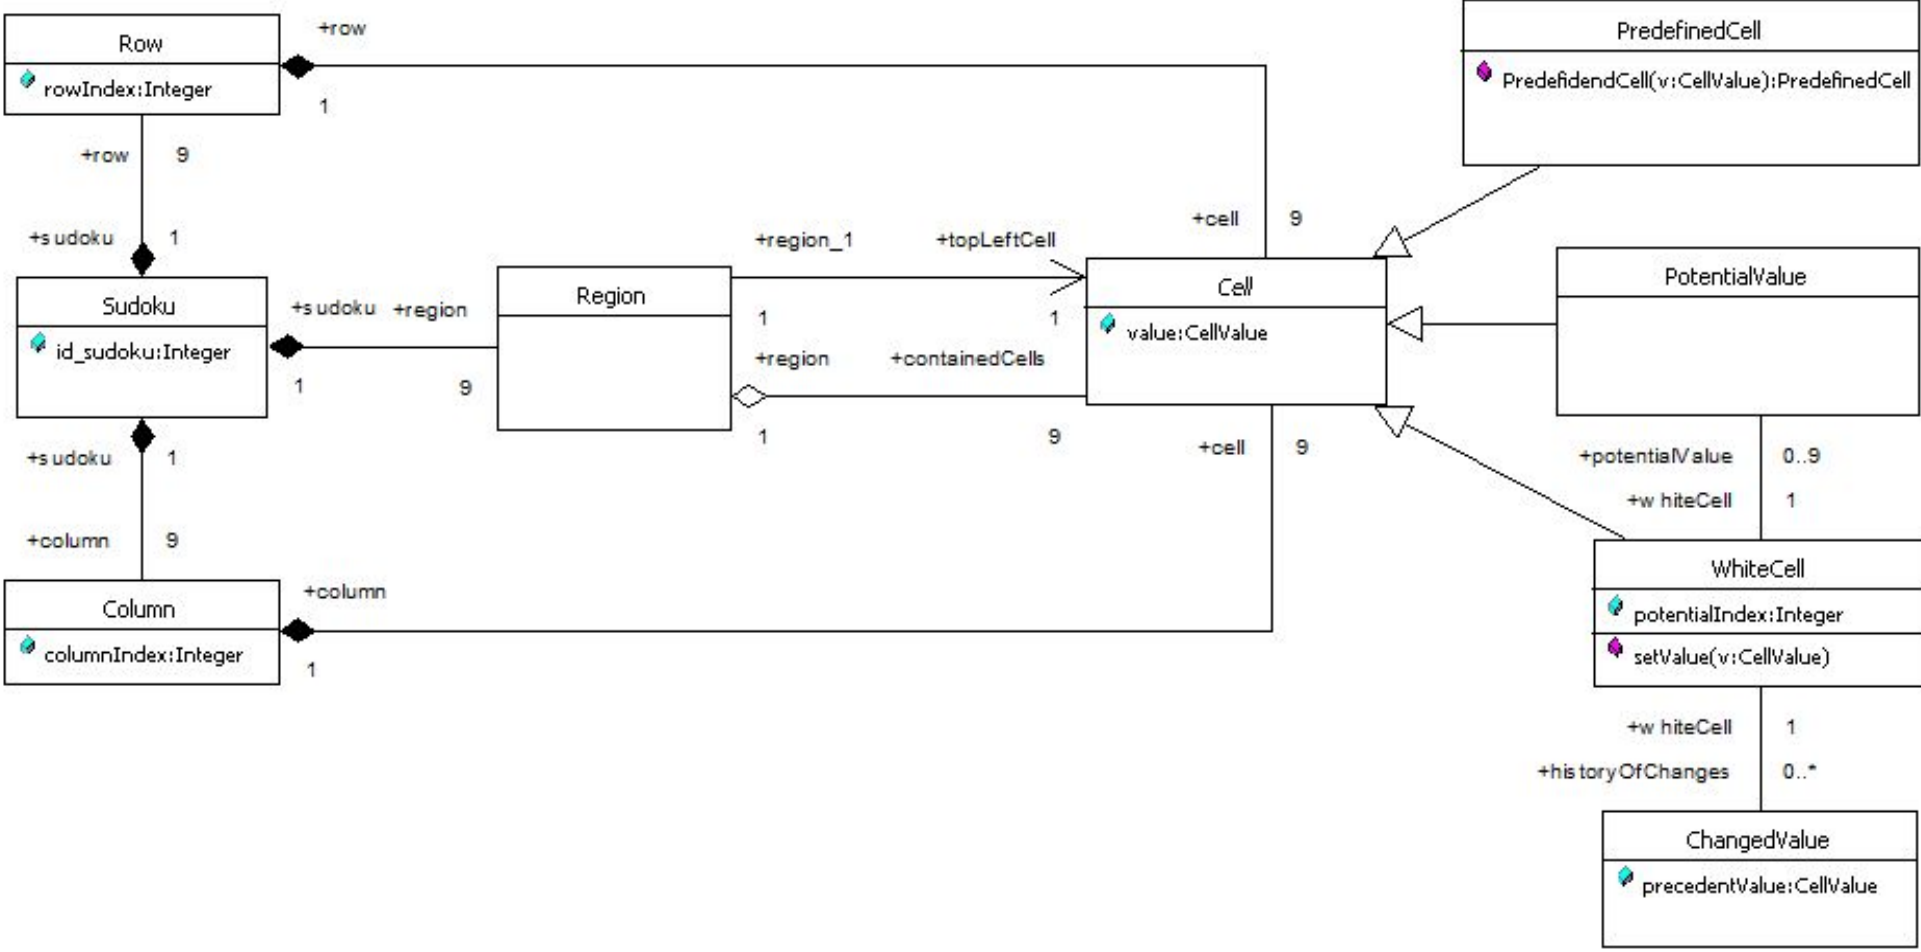 Row
rowIndex:Integer
+row
1
+row
9
+sudoku
1
Sudoku
id_sudoku:Integer
+sudoku
+region
1
9
+sudoku
1
+column
9
Column
columnIndex:Integer
+column
1
Region
+region_1
+topLeftCell
1
1
+region
+containedCells
1
9
+cell
9
Cell
value:CellValue
+cell
9
PredefinedCell
PredefidendCell(v:CellValue):PredefinedCell
PotentialValue
+potentialValue
0..9
+whiteCell
1
WhiteCell
potentialIndex:Integer
setValue(v:CellValue)
+whiteCell
1
+historyOfChanges
0..*
ChangedValue
precedentValue:CellValue